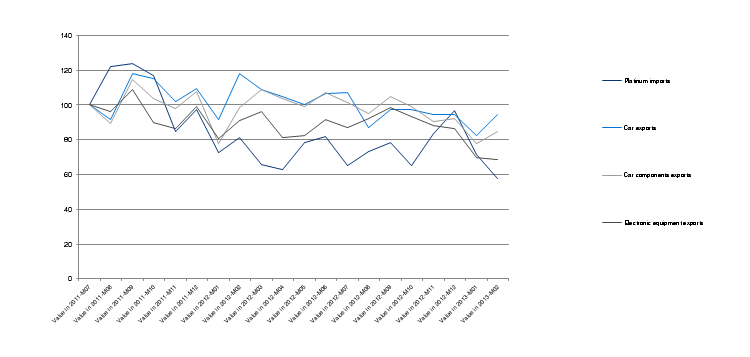 140
120
100
80
60
40
20
0
Value in 2011-M07
Value in 2011-M08
Value in 2011-M09
Value in 2011-M10
Value in 2011-M11
Value in 2011-M12
Value in 2012-M01
Value in 2012-M02
Value in 2012-M03
Value in 2012-M04
Value in 2012-M05
Value in 2012-M06
Value in 2012-M07
Value in 2012-M08
Value in 2012-M09
Value in 2012-M10
Value in 2012-M11
Value in 2012-M12
Value in 2013-M01
Value in 2013-M02
Platinum imports
Car exports
Car components exports
Electronic equipment exports